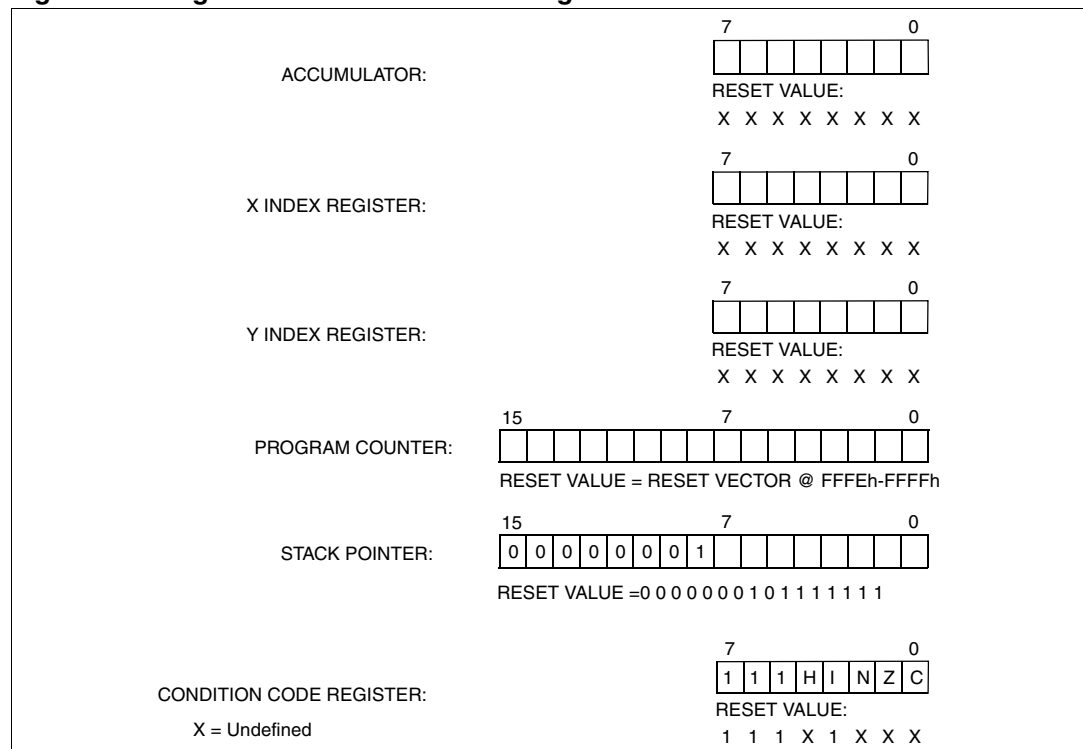 7 0
ACCUMULATOR:
RESET VALUE:
X X X X X X X X
7 0
X INDEX REGISTER:
RESET VALUE:
X X X X X X X X
7 0
Y INDEX REGISTER:
RESET VALUE:
X X X X X X X X
15 7 0
PROGRAM COUNTER:
RESET VALUE = RESET VECTOR @ FFFEh-FFFFh
15 7 0
STACK POINTER: 0 0 0 0 0 0 0 1
RESET VALUE =0 0 0 0 0 0 0 1 0 1 1 1 1 1 1 1
7 0
1 1 1 H I N Z C
CONDITION CODE REGISTER:
RESET VALUE:
X = Undefined
1 1 1 X 1 X X X